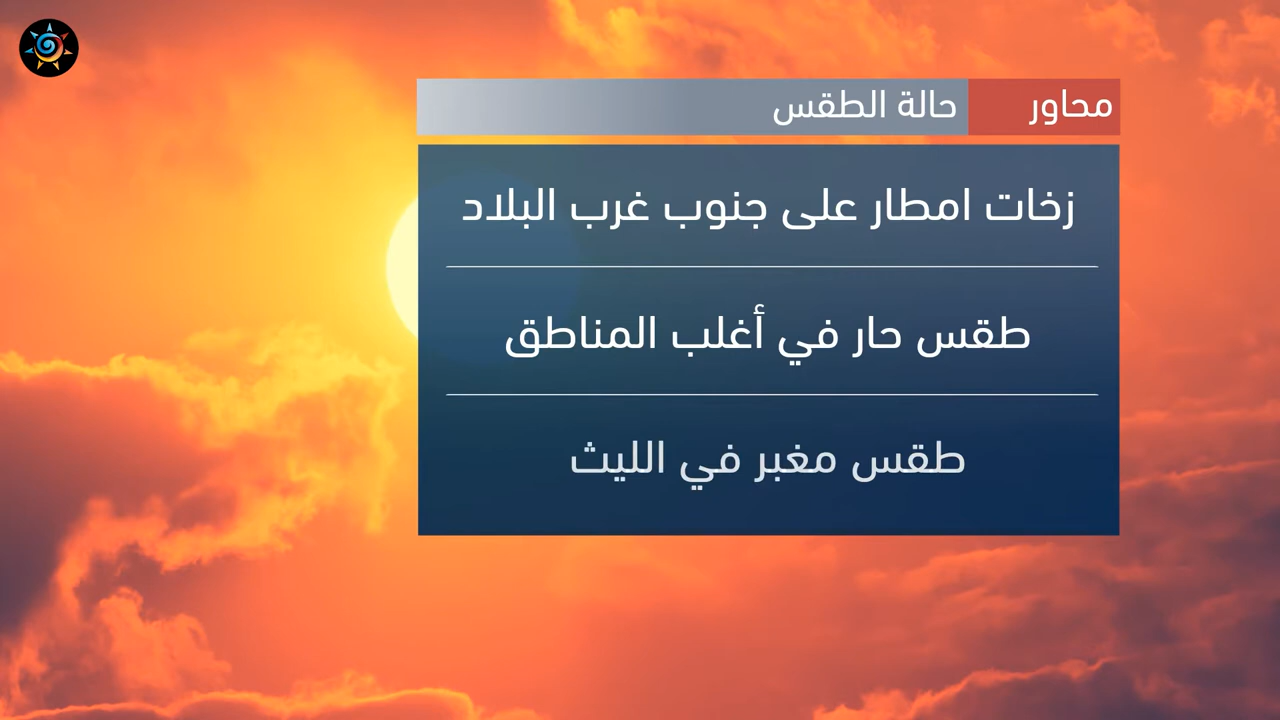 محاور
حالة الطقس
زخات امطار على جنوب غرب البلاد
طقس حار في أغلب المناطق
طقس مغبر في الليث